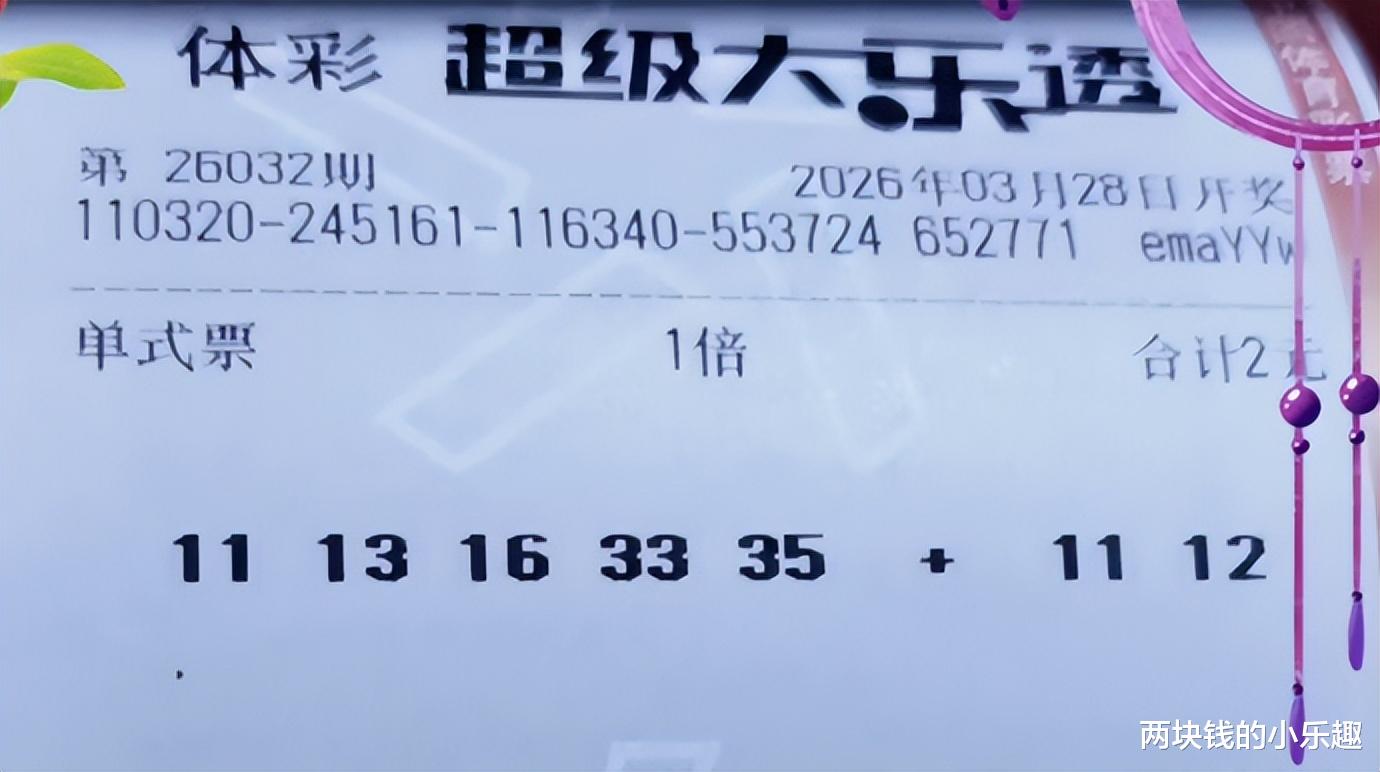 体彩 超级大乐透
第 26032期 2026年03月28日开奖
110320-245161-116340-553724 652771 emaYYw
单式票 1倍 合计2元
11 13 16 33 35 + 11 12
两块钱的小乐趣